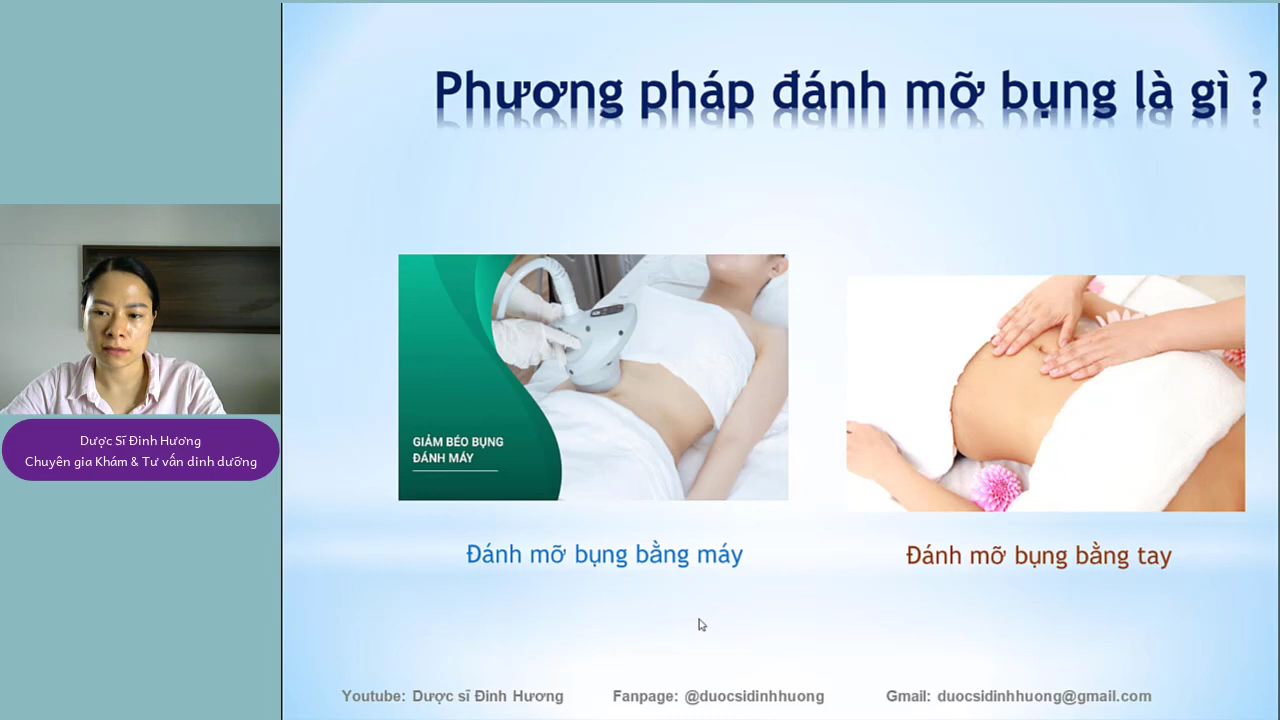 Phương pháp đánh mỡ bụng là gì ?
GIẢM BÉO BỤNG
ĐÁNH MÁY
Đánh mỡ bụng bằng máy
Đánh mỡ bụng bằng tay
Dược Sĩ Đinh Hương
Chuyên gia Khám & Tư vấn dinh dưỡng
Youtube: Dược sĩ Đinh Hương
Fanpage: @duocsidinhhuong
Gmail: duocsidinhhuong@gmail.com